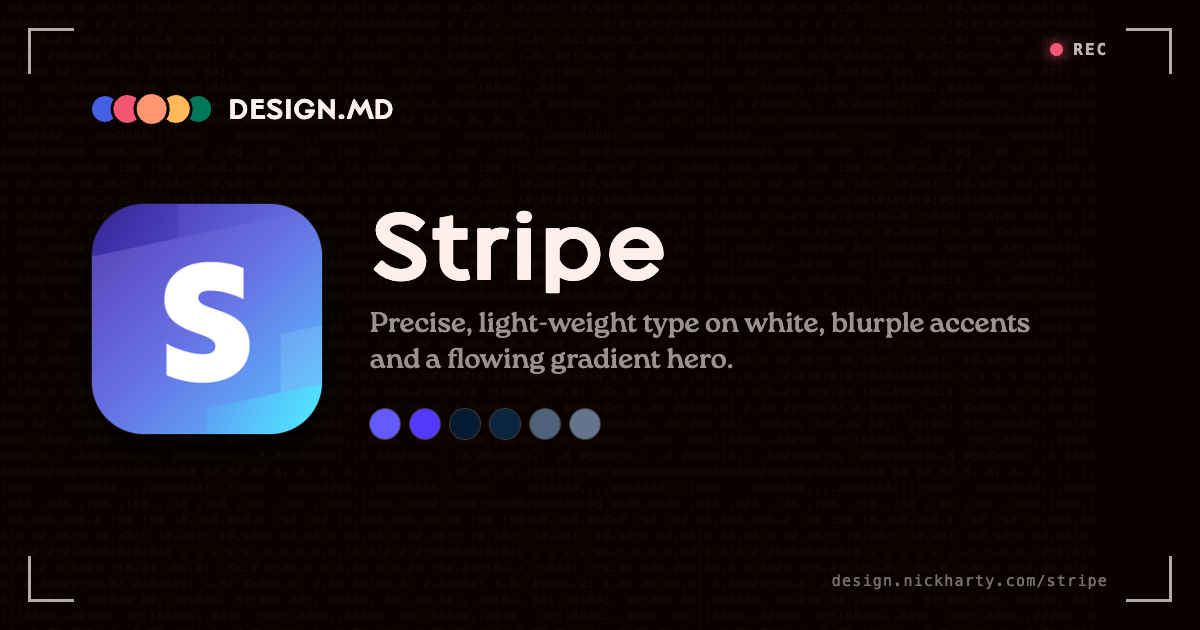 REC
DESIGN.MD
S
Stripe
Precise, light-weight type on white, blurple accents
and a flowing gradient hero.
design.nickharty.com/stripe